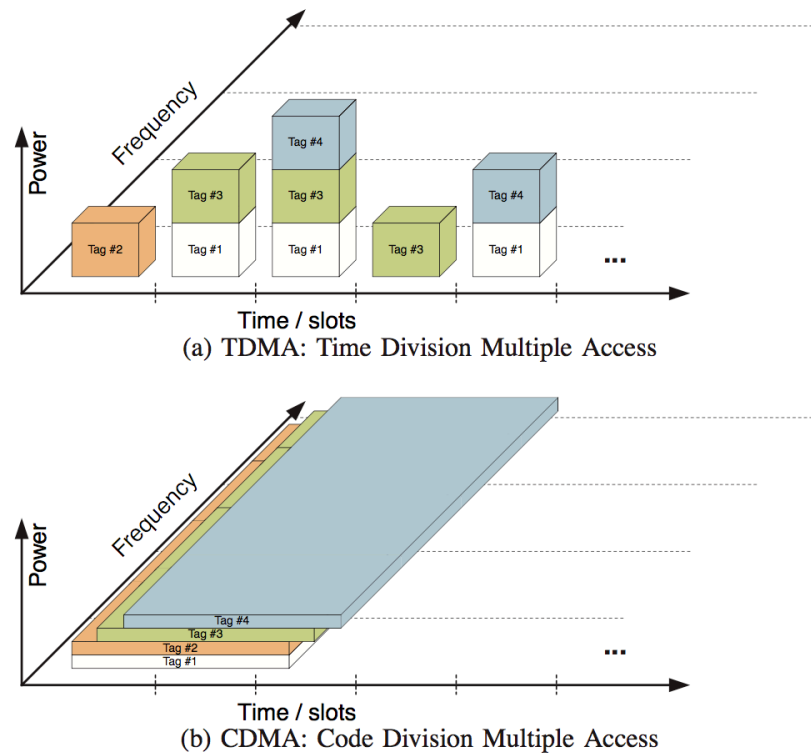 Frequency
Power
Tag #4
Tag #3
Tag #3
Tag #4
Tag #2
Tag #1
Tag #1
Tag #3
Tag #1
...
Time / slots
(a) TDMA: Time Division Multiple Access
Frequency
Power
Tag #4
Tag #3
Tag #2
Tag #1
...
Time / slots
(b) CDMA: Code Division Multiple Access